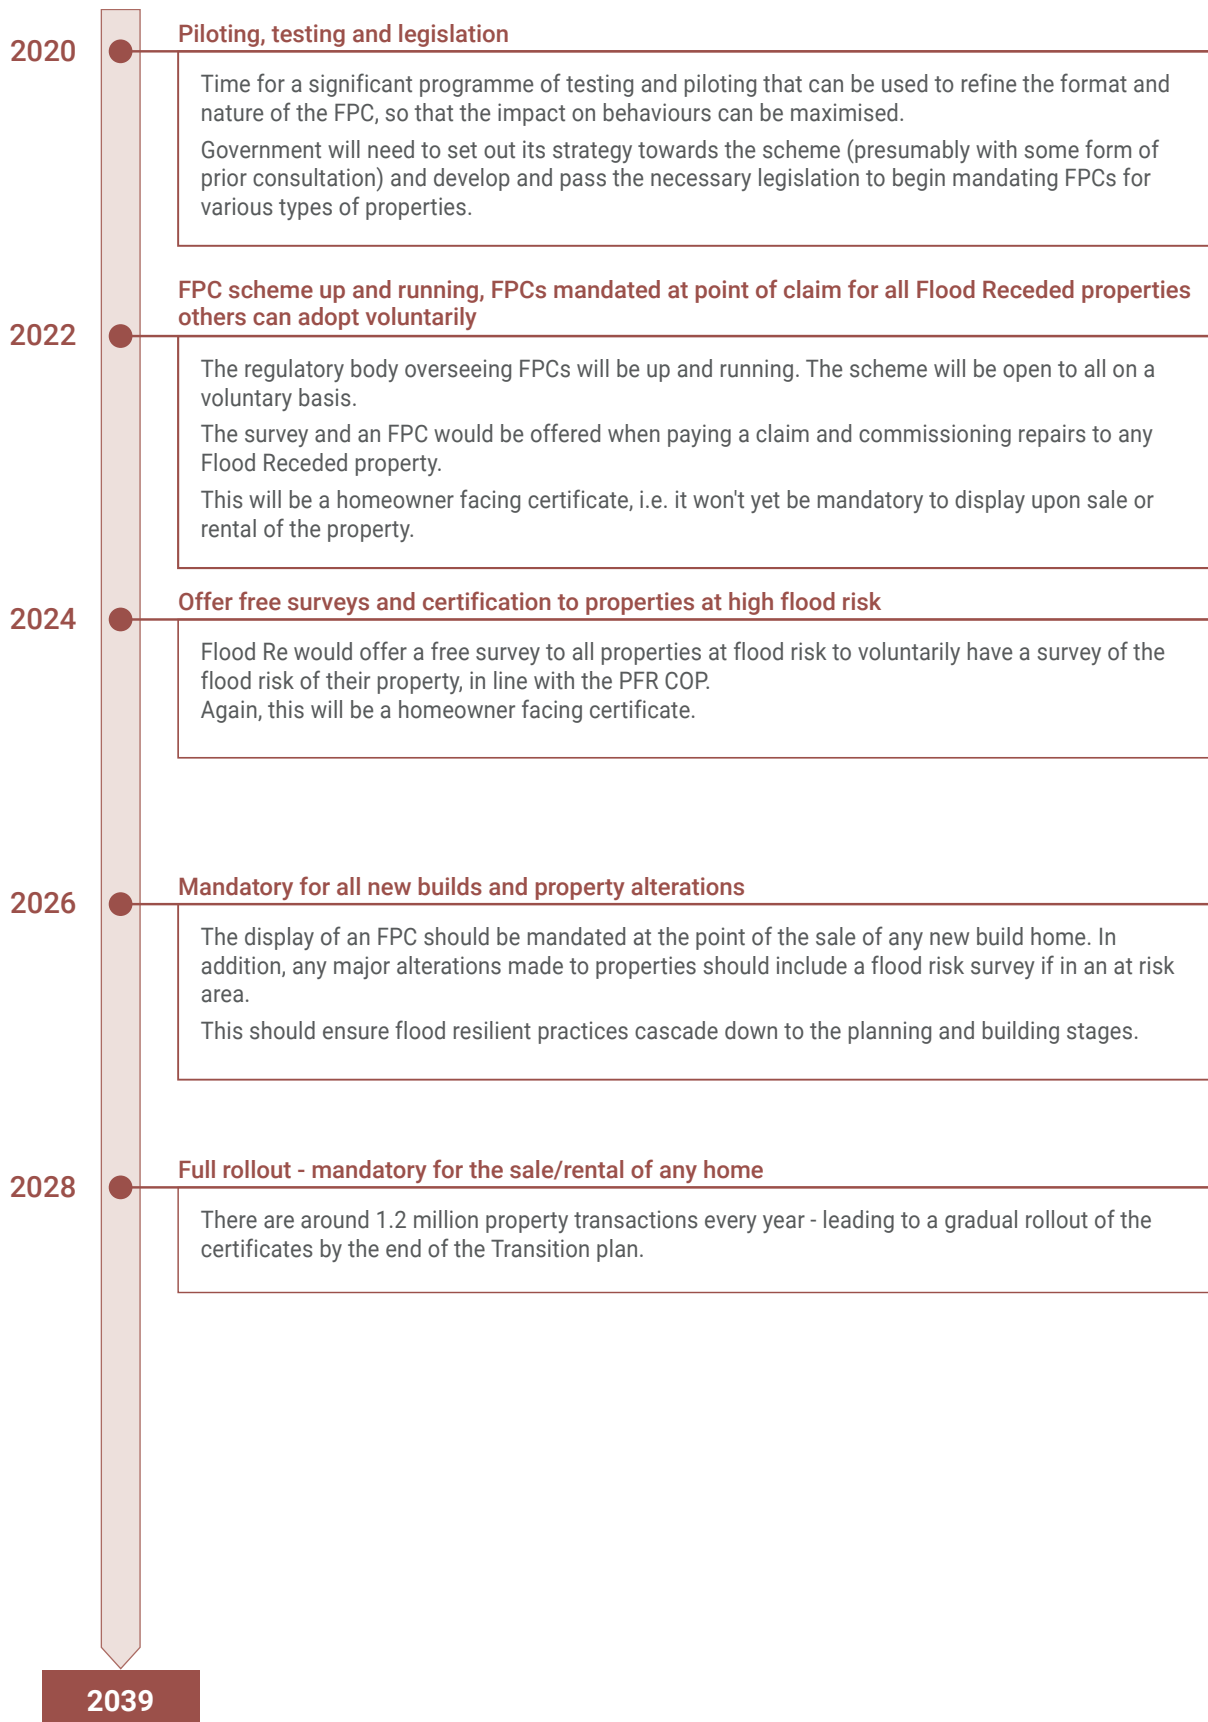 Piloting, testing and legislation
2020
Time for a significant programme of testing and piloting that can be used to refine the format and
nature of the FPC, so that the impact on behaviours can be maximised.
Government will need to set out its strategy towards the scheme (presumably with some form of
prior consultation) and develop and pass the necessary legislation to begin mandating FPCs for
various types of properties.
FPC scheme up and running, FPCs mandated at point of claim for all Flood Receded properties
others can adopt voluntarily
2022
The regulatory body overseeing FPCs will be up and running. The scheme will be open to all on a
voluntary basis.
The survey and an FPC would be offered when paying a claim and commissioning repairs to any
Flood Receded property.
This will be a homeowner facing certificate, i.e. it won't yet be mandatory to display upon sale or
rental of the property.
Offer free surveys and certification to properties at high flood risk
2024
Flood Re would offer a free survey to all properties at flood risk to voluntarily have a survey of the
flood risk of their property, in line with the PFR COP.
Again, this will be a homeowner facing certificate.
Mandatory for all new builds and property alterations
2026
The display of an FPC should be mandated at the point of the sale of any new build home. In
addition, any major alterations made to properties should include a flood risk survey if in an at risk
area.
This should ensure flood resilient practices cascade down to the planning and building stages.
Full rollout - mandatory for the sale/rental of any home
2028
There are around 1.2 million property transactions every year - leading to a gradual rollout of the
certificates by the end of the Transition plan.
2039